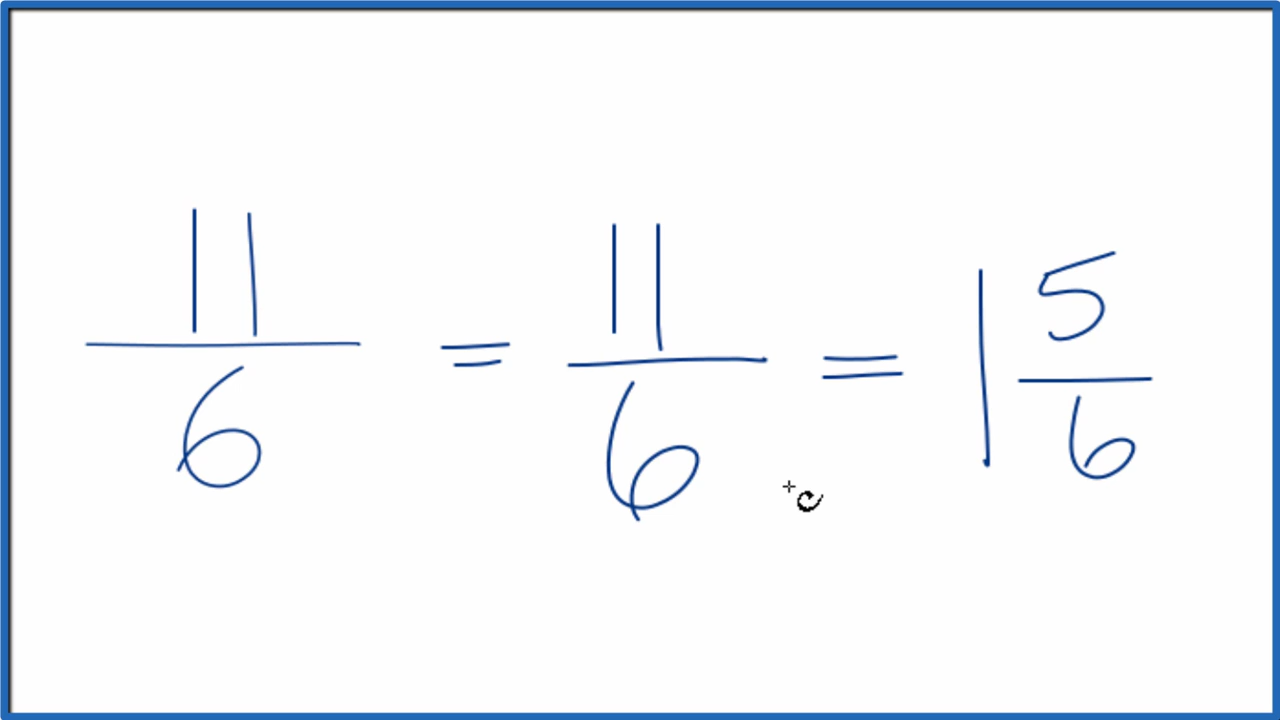 11/6 = 11/6 = 1 5/6